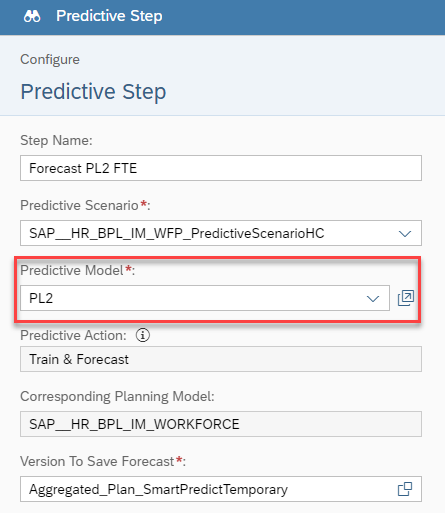 Predictive Step
Configure
Predictive Step
Step Name:
Forecast PL2 FTE
Predictive Scenario*:
SAP__HR_BPL_IM_WFP_PredictiveScenarioHC
Predictive Model*:
PL2
Predictive Action:
Train & Forecast
Corresponding Planning Model:
SAP__HR_BPL_IM_WORKFORCE
Version To Save Forecast*:
Aggregated_Plan_SmartPredictTemporary